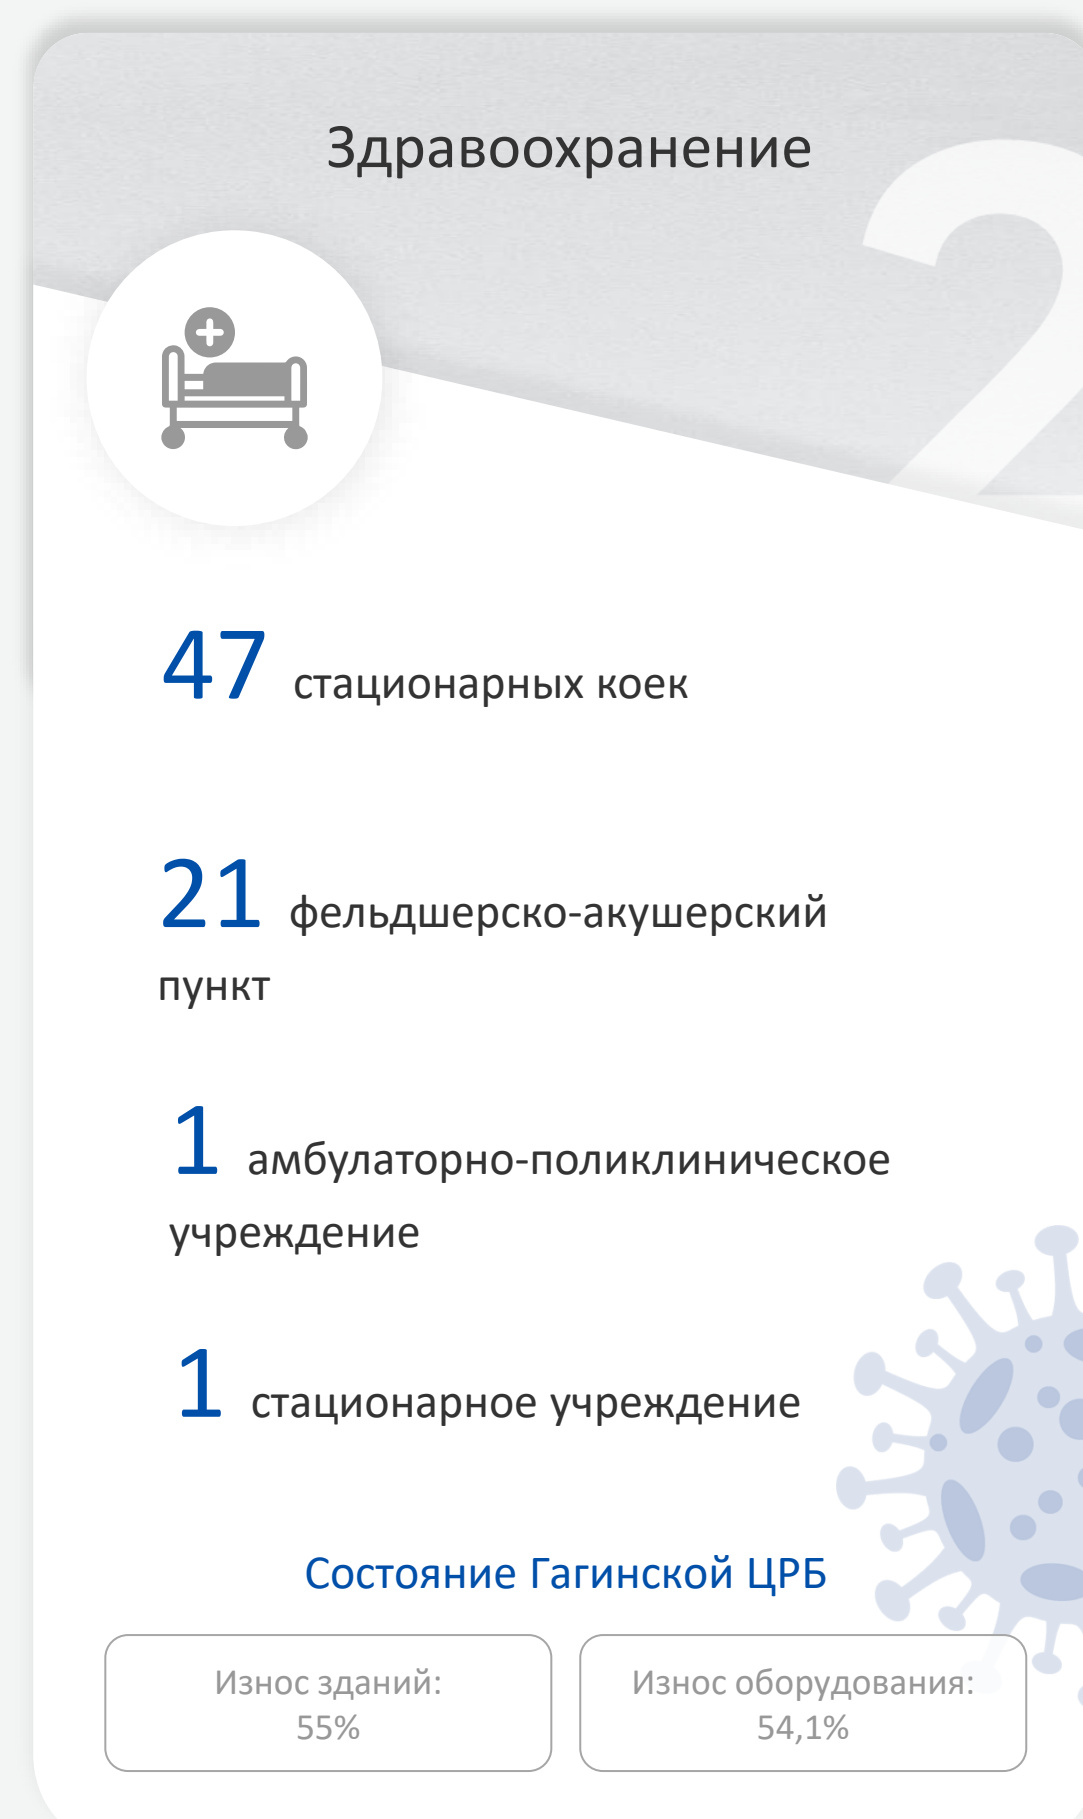 Здравоохранение
2
47 стационарных коек
21 фельдшерско-акушерский
пункт
1 амбулаторно-поликлиническое
учреждение
1 стационарное учреждение
Состояние Гагинской ЦРБ
Износ зданий:
55%
Износ оборудования:
54,1%